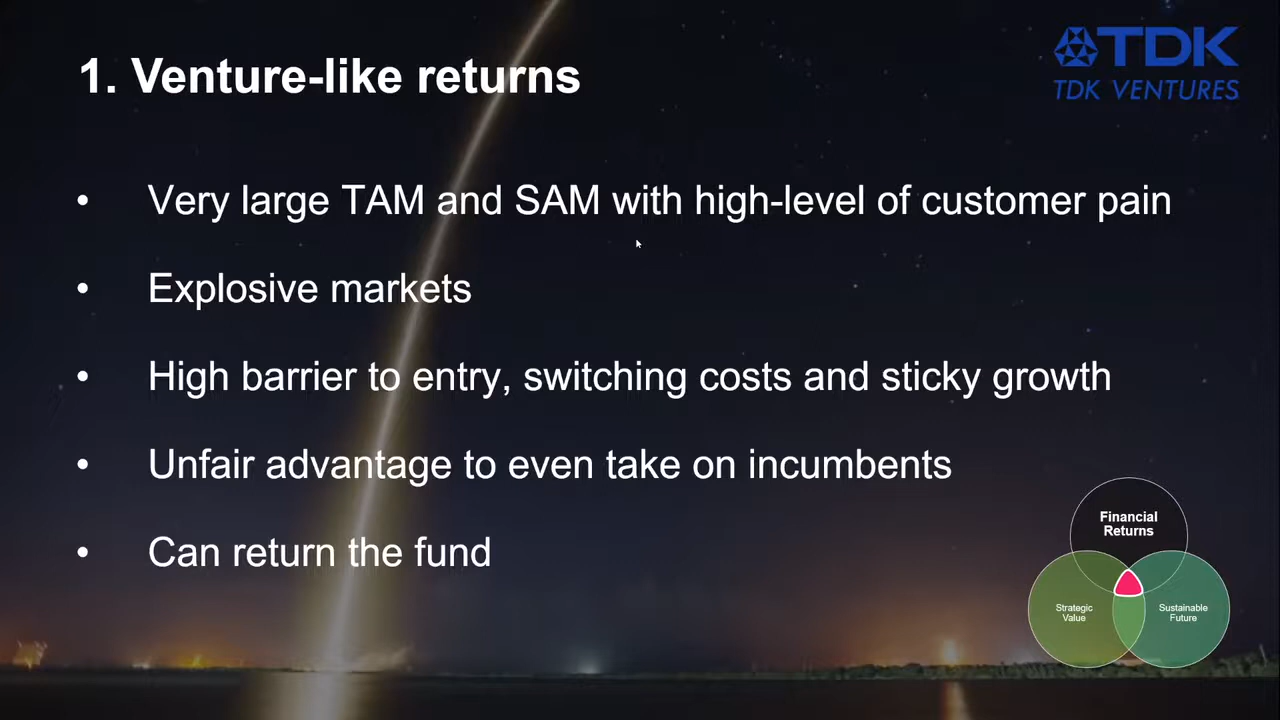 1. Venture-like returns
TDK
TDK VENTURES
• Very large TAM and SAM with high-level of customer pain
• Explosive markets
• High barrier to entry, switching costs and sticky growth
• Unfair advantage to even take on incumbents
• Can return the fund
Financial
Returns
Strategic
Value
Sustainable
Future